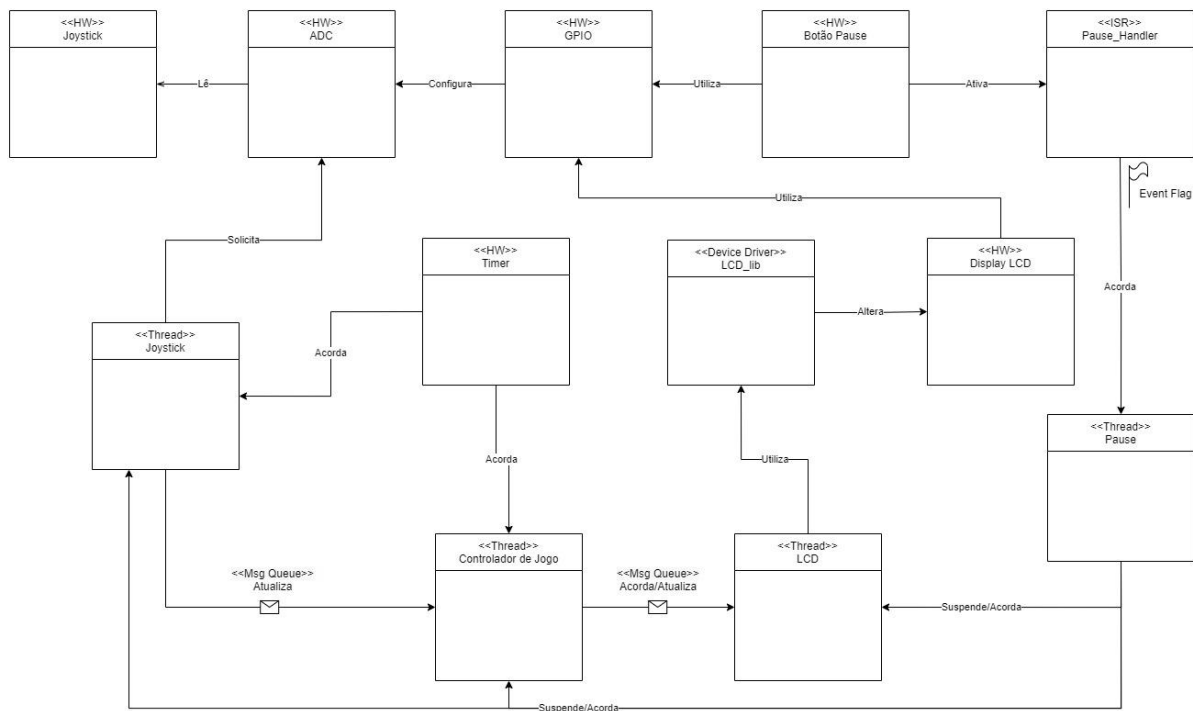 <<HW>>
Joystick
<<HW>>
ADC
<<HW>>
GPIO
<<HW>>
Botão Pause
<<ISR>>
Pause_Handler
Lê
Configura
Utiliza
Ativa
Event Flag
Utiliza
Solicita
<<HW>>
Timer
<<Device Driver>>
LCD_lib
<<HW>>
Display LCD
Acorda
Altera
<<Thread>>
Joystick
Acorda
<<Thread>>
Pause
Acorda
Utiliza
<<Thread>>
Controlador de Jogo
<<Thread>>
LCD
<<Msg Queue>>
Atualiza
<<Msg Queue>>
Acorda/Atualiza
Suspende/Acorda
Suspende/Acorda